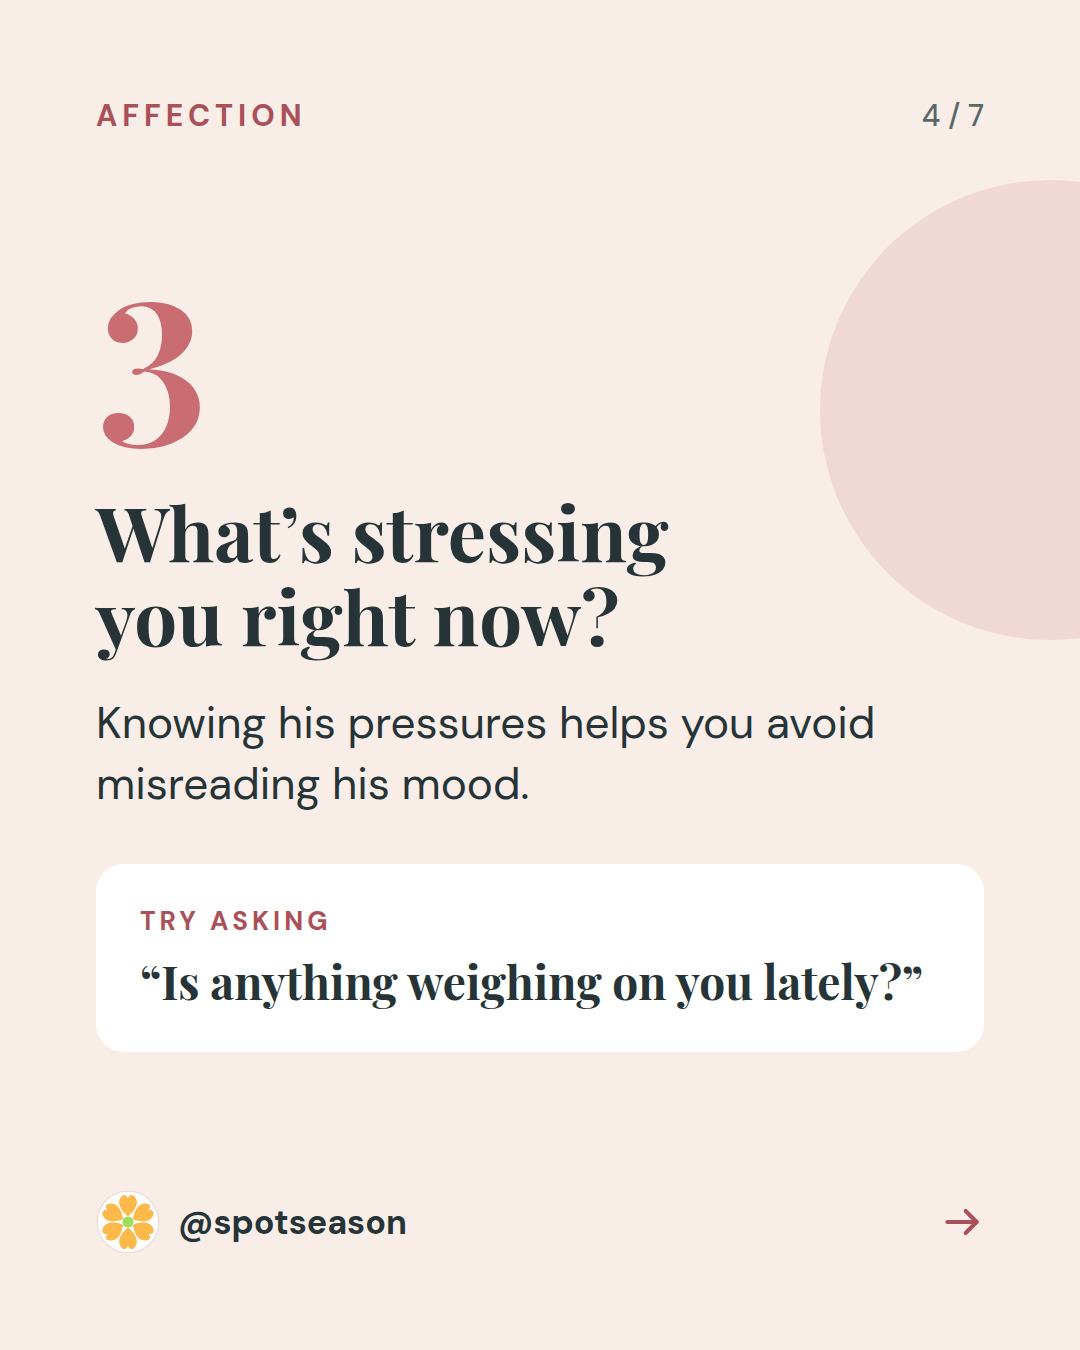 AFFECTION
4 / 7
3
What’s stressing
you right now?
Knowing his pressures helps you avoid
misreading his mood.
TRY ASKING
“Is anything weighing on you lately?”
@spotseason